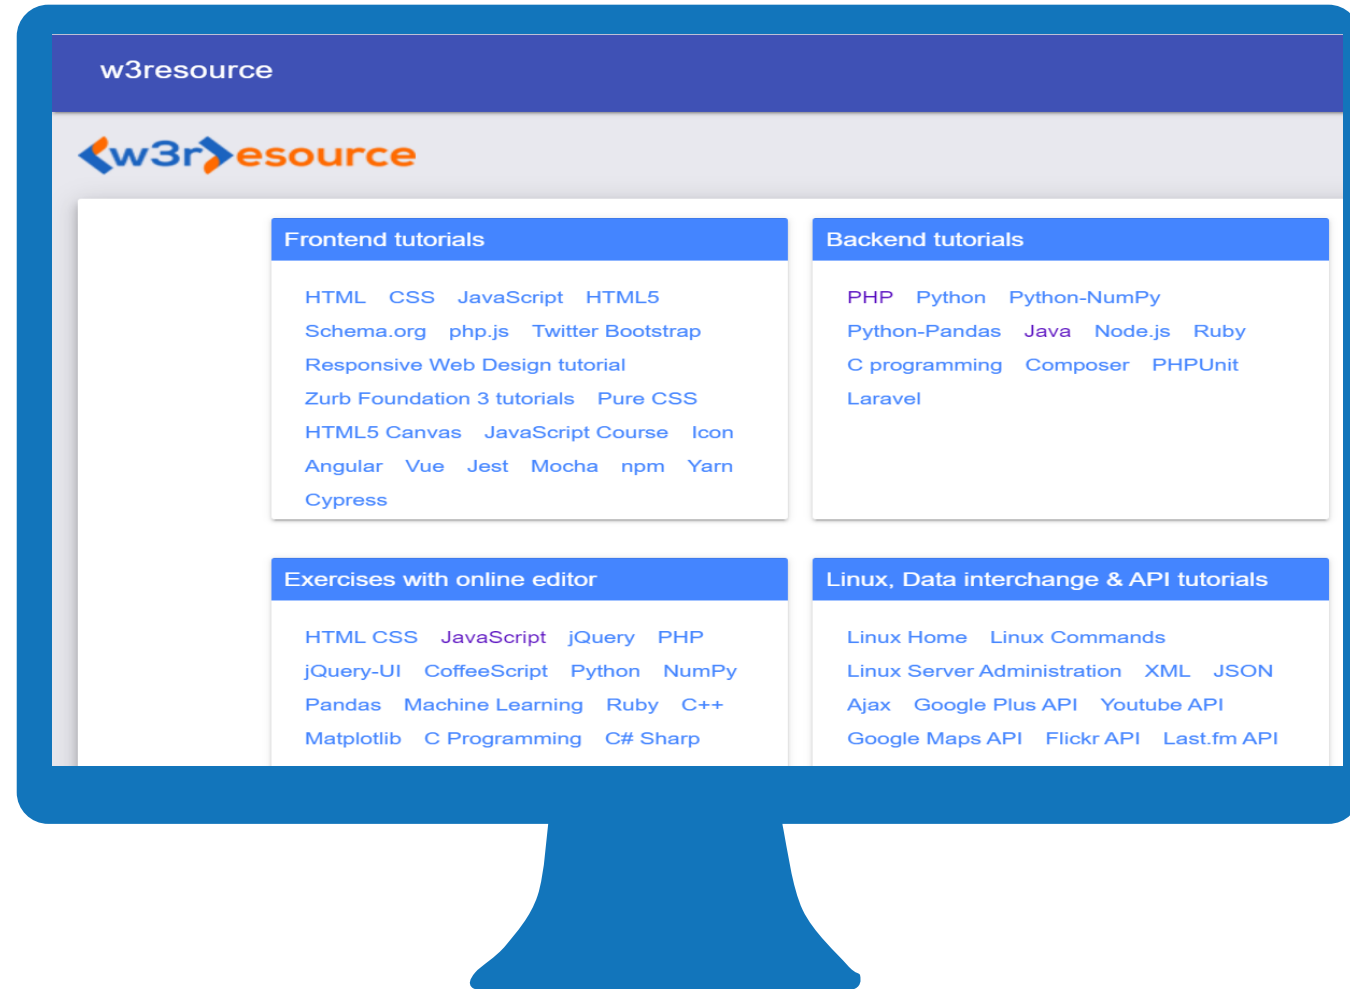 w3resource
<w3r>esource
Frontend tutorials
HTML CSS JavaScript HTML5
Schema.org php.js Twitter Bootstrap
Responsive Web Design tutorial
Zurb Foundation 3 tutorials Pure CSS
HTML5 Canvas JavaScript Course Icon
Angular Vue Jest Mocha npm Yarn
Cypress
Backend tutorials
PHP Python Python-NumPy
Python-Pandas Java Node.js Ruby
C programming Composer PHPUnit
Laravel
Exercises with online editor
HTML CSS JavaScript jQuery PHP
jQuery-UI CoffeeScript Python NumPy
Pandas Machine Learning Ruby C++
Matplotlib C Programming C# Sharp
Linux, Data interchange & API tutorials
Linux Home Linux Commands
Linux Server Administration XML JSON
Ajax Google Plus API Youtube API
Google Maps API Flickr API Last.fm API